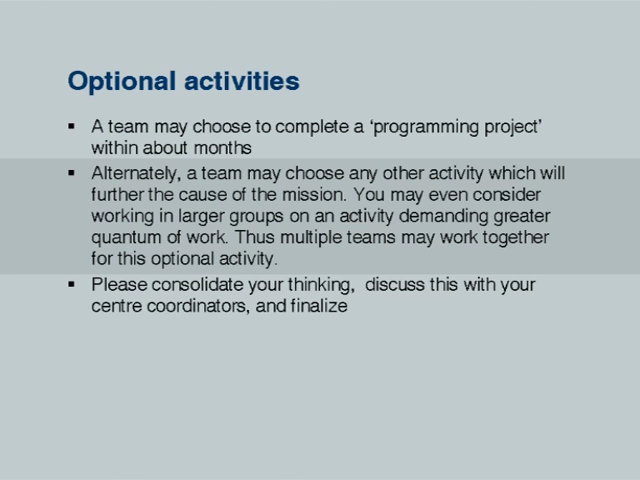 Optional activities
▪ A team may choose to complete a ‘programming project’
within about months
▪ Alternately, a team may choose any other activity which will
further the cause of the mission. You may even consider
working in larger groups on an activity demanding greater
quantum of work. Thus multiple teams may work together
for this optional activity.
▪ Please consolidate your thinking,  discuss this with your
centre coordinators, and finalize